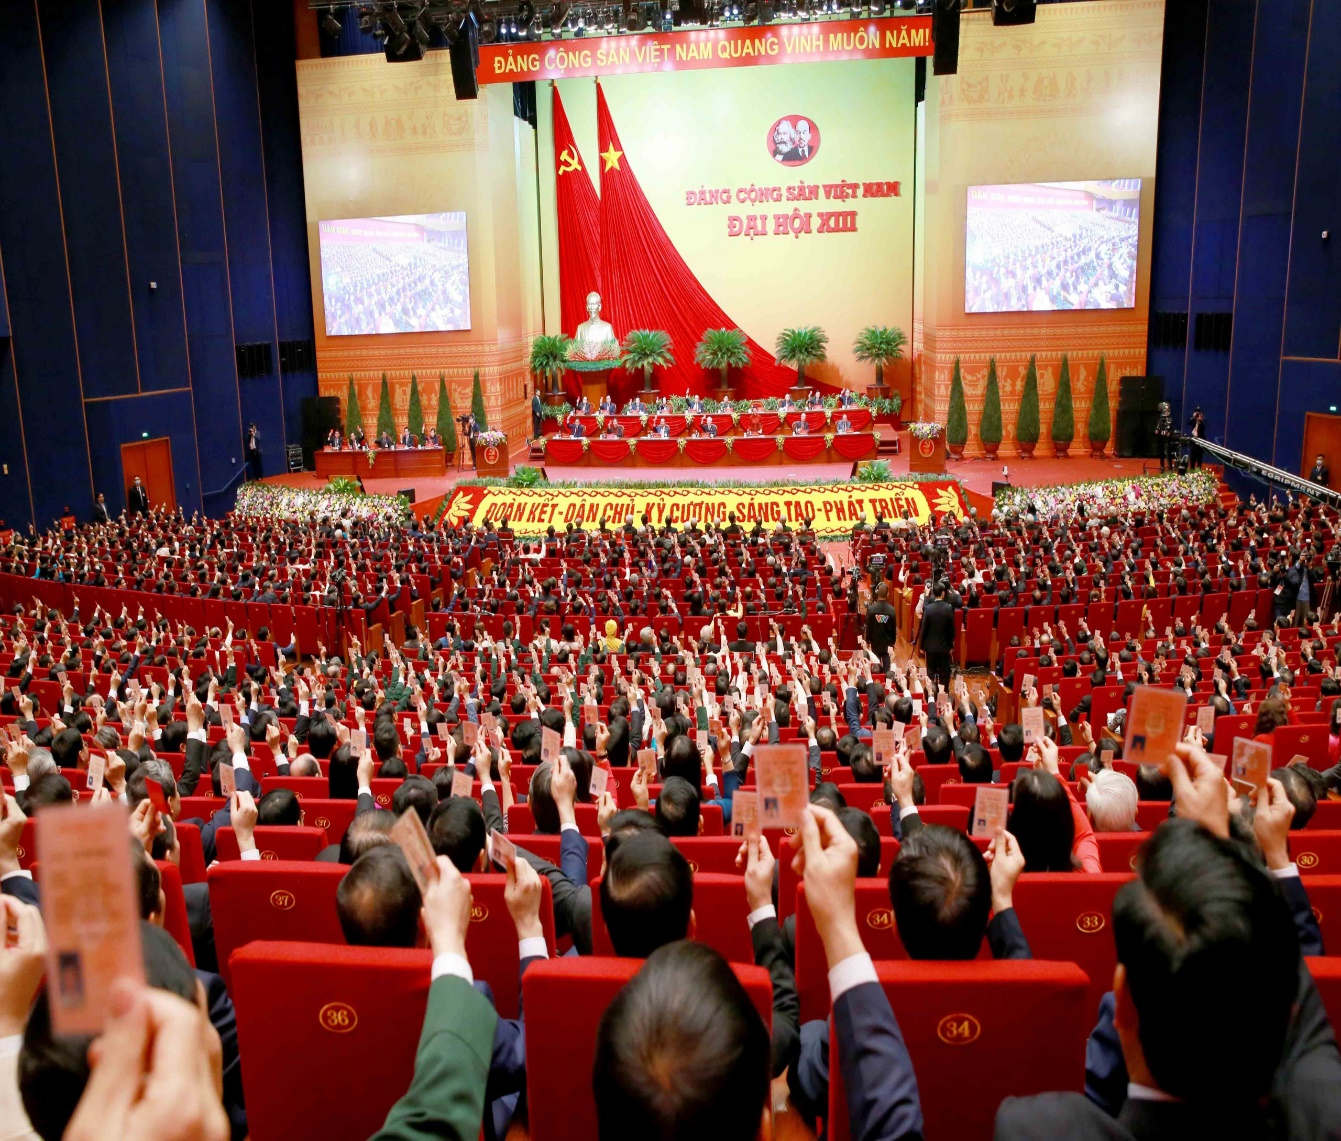 ĐẢNG CỘNG SẢN VIỆT NAM QUANG VINH MUÔN NĂM!
ĐẢNG CỘNG SẢN VIỆT NAM
ĐẠI HỘI XIII
ĐOÀN KẾT-DÂN CHỦ-KỶ CƯƠNG-SÁNG TẠO-PHÁT TRIỂN
30
37
36
34
33
36
34